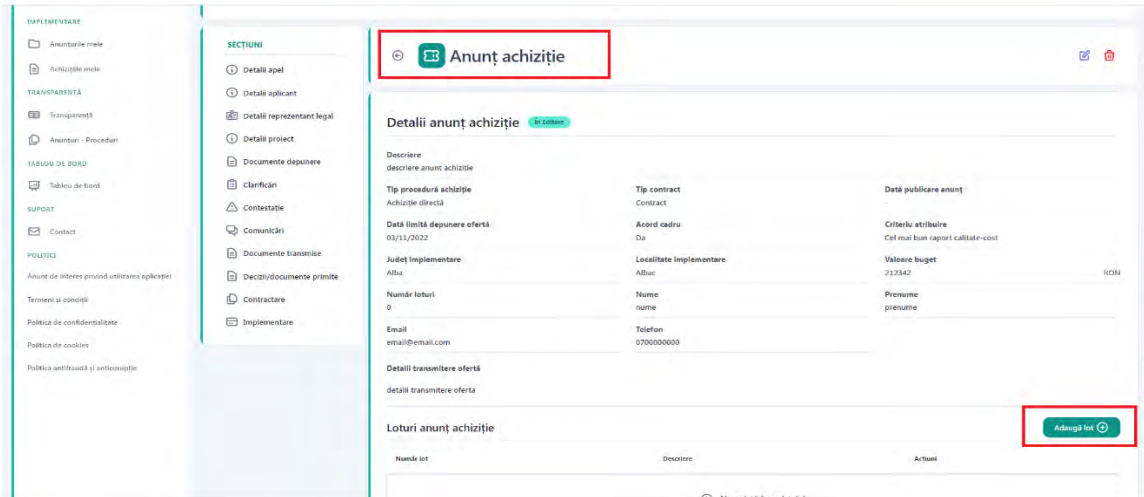 IMPLEMENTARE
Anunțurile mele
Achizițiile mele
TRANSPARENȚĂ
Transparență
Anunțuri - Proceduri
TABLOU DE BORD
Tablou de bord
SUPORT
Contact
POLITICI
Anunt de interes privind utilizarea aplicației
Termeni si condiții
Politica de confidențialitate
Politica de cookies
Politica antifraudă și anticorupție
SECȚIUNI
Detalii apel
Detalii aplicant
Detalii reprezentant legal
Detalii proiect
Documente depunere
Clarificări
Contestație
Comunicări
Documente transmise
Decizii/documente primite
Contractare
Implementare
Anunț achiziție
Detalii anunț achiziție In Editare
Descriere
descriere anunt achizitie
Tip procedură achiziție Tip contract Dată publicare anunț
Achiziție directă Contract -
Dată limită depunere ofertă Acord cadru Criteriu atribuire
03/11/2022 Da Cel mai bun raport calitate-cost
Județ implementare Localitate implementare Valoare buget
Alba Albac 212342 RON
Număr loturi Nume Prenume
0 nume prenume
Email Telefon
email@email.com 0700000000
Detalii transmitere ofertă
detalii transmitere oferta
Loturi anunț achiziție Adaugă lot
Număr lot Descriere Acțiuni